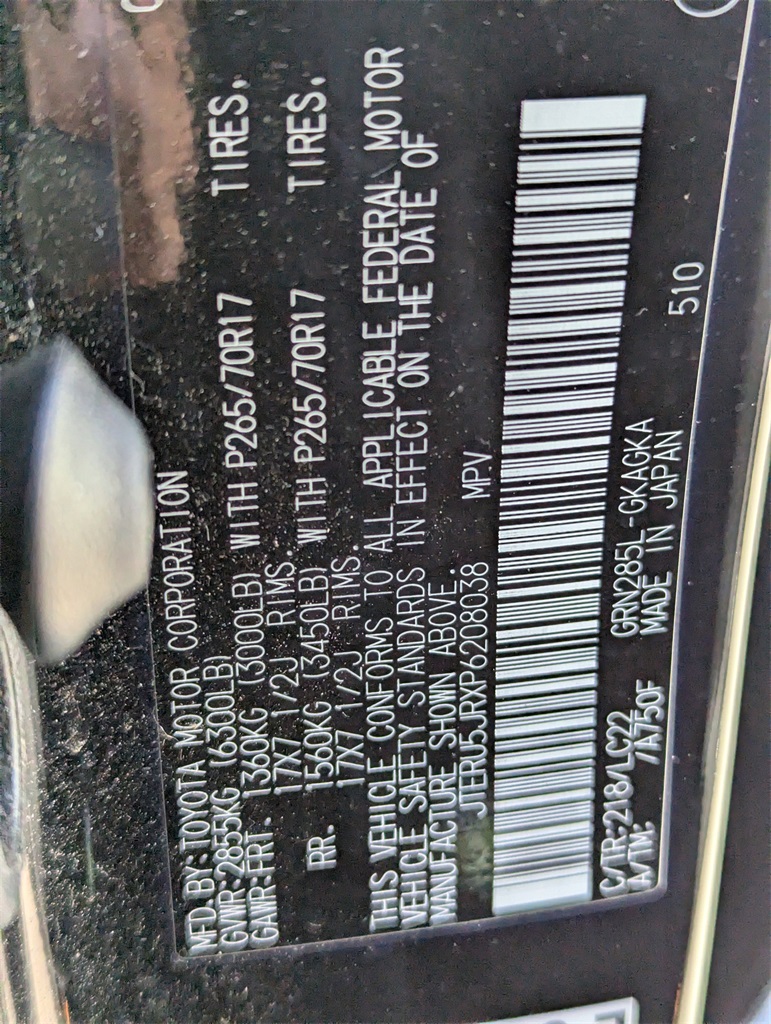 MFD. BY: TOYOTA MOTOR CORPORATION
GVWR: 2855KG (6300LB)
GAWR: FRT. 1360KG (3000LB) WITH P265/70R17 TIRES,
17X7 1/2J RIMS.
RR. 1560KG (3450LB) WITH P265/70R17 TIRES,
17X7 1/2J RIMS.
THIS VEHICLE CONFORMS TO ALL APPLICABLE FEDERAL MOTOR
VEHICLE SAFETY STANDARDS IN EFFECT ON THE DATE OF
MANUFACTURE SHOWN ABOVE.
JTERU5JRXP6208038 MPV
C/TR: 218/LC22 GRN285L-GKAGKA
A/TM: /A750F MADE IN JAPAN 510